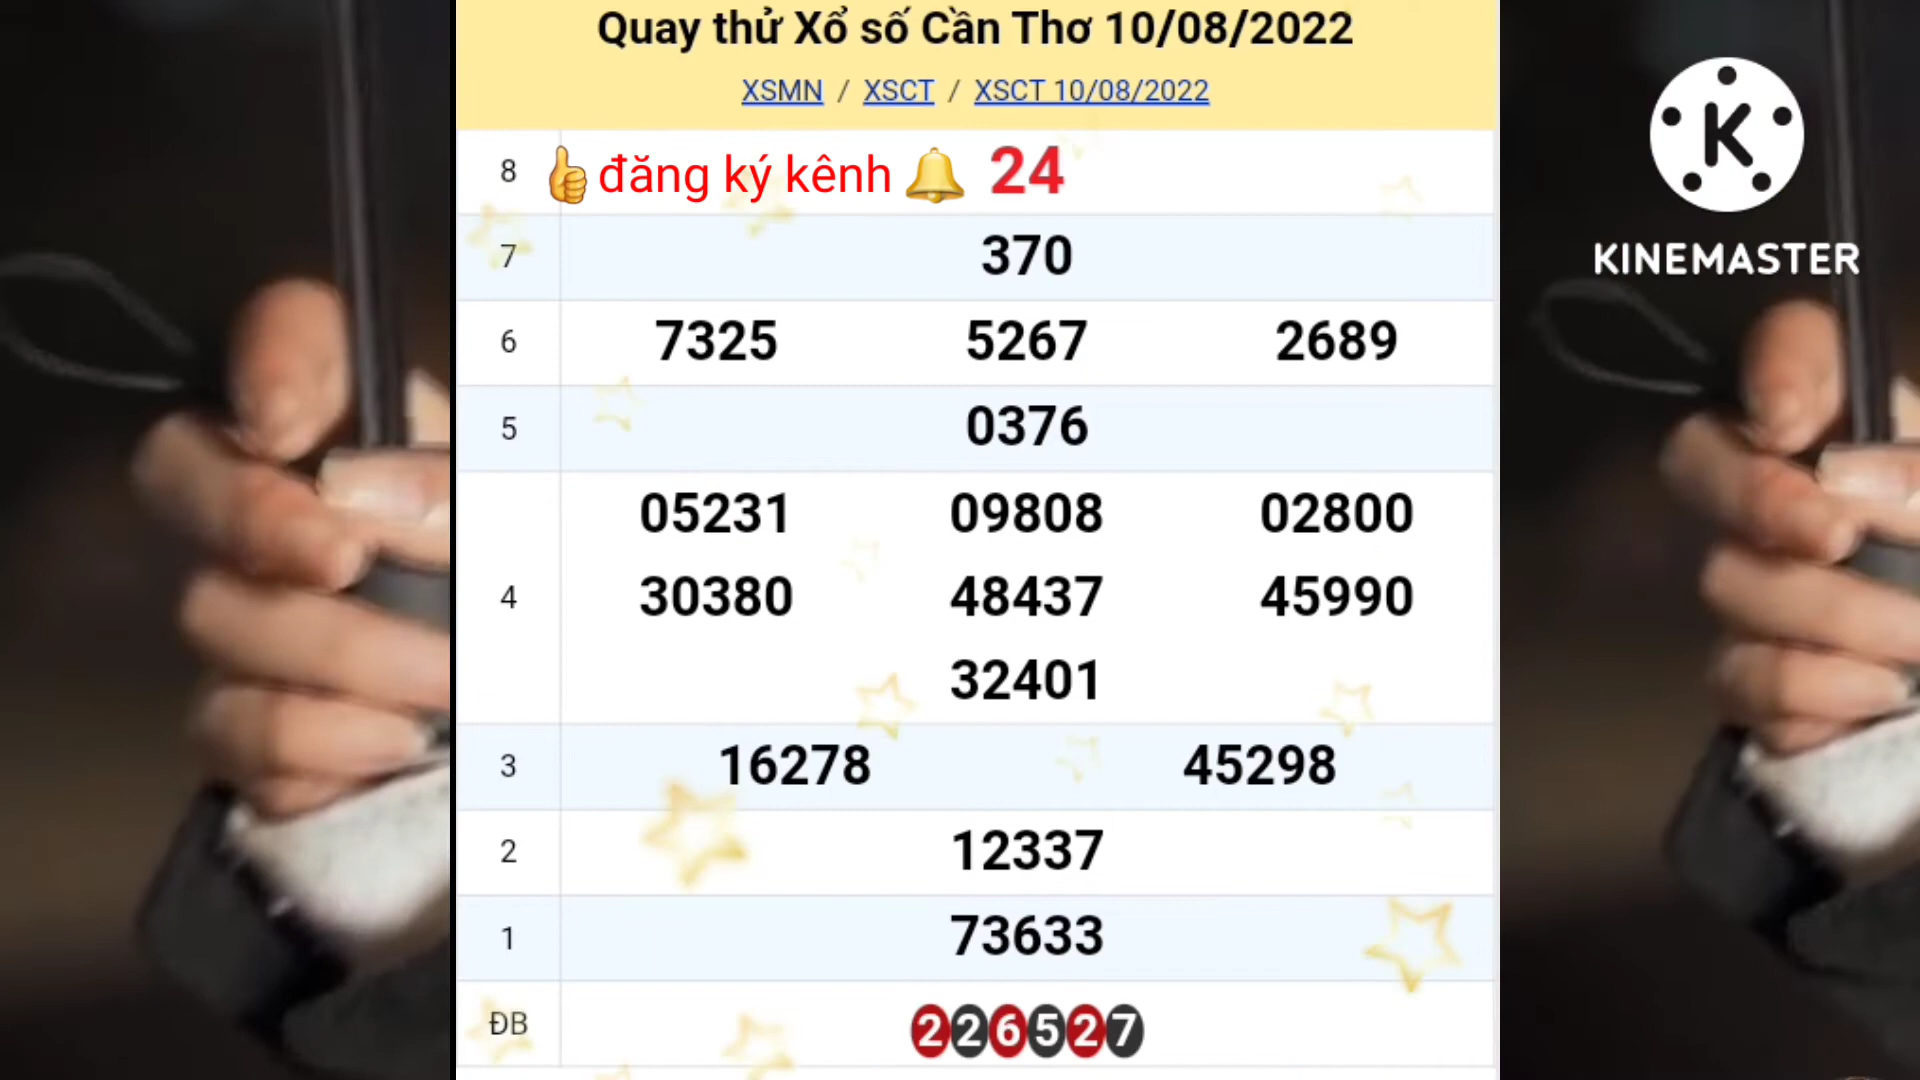 Quay thử Xổ số Cần Thơ 10/08/2022
XSMN / XSCT / XSCT 10/08/2022
8 👍 đăng ký kênh 🔔 24
7 370
6 7325 5267 2689
5 0376
05231 09808 02800
4 30380 48437 45990
32401
3 16278 45298
2 12337
1 73633
ĐB 226527
K
KINEMASTER